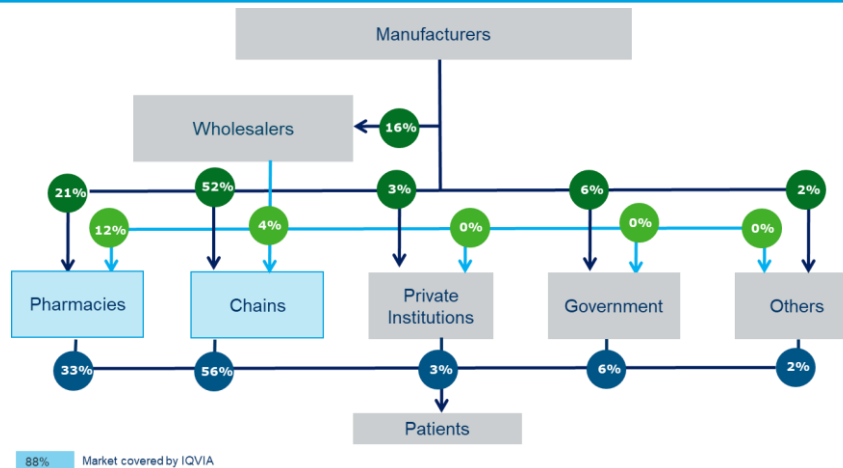 Manufacturers
Wholesalers
16%
21%
52%
3%
6%
2%
12%
4%
0%
0%
0%
Pharmacies
Chains
Private
Institutions
Government
Others
33%
56%
3%
6%
2%
Patients
88% Market covered by IQVIA